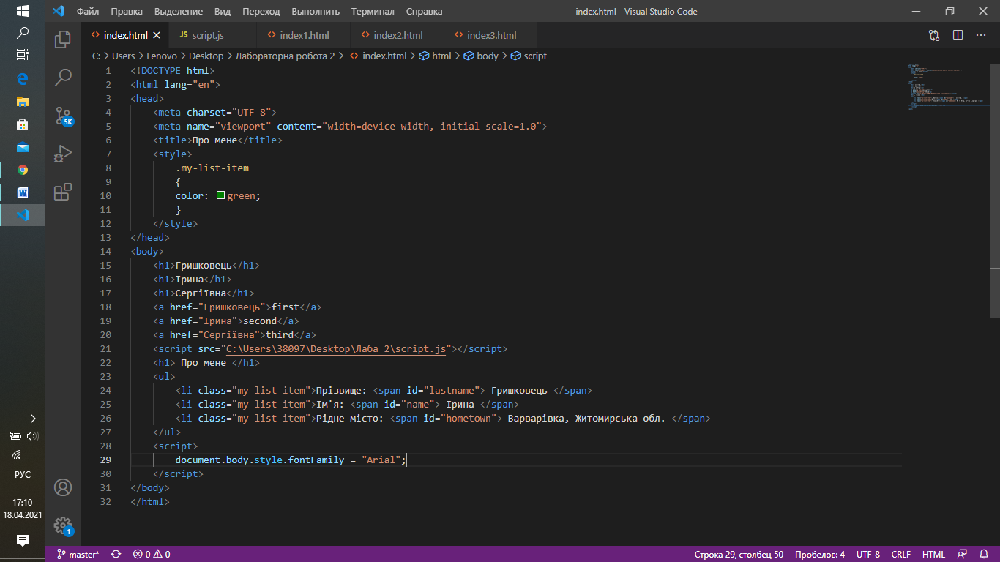 Файл Правка Выделение Вид Переход Выполнить Терминал Справка index.html - Visual Studio Code
index.html JS script.js index1.html index2.html index3.html
C: > Users > Lenovo > Desktop > Лабораторна робота 2 > index.html > html > body > script
1 <!DOCTYPE html>
2 <html lang="en">
3 <head>
4 <meta charset="UTF-8">
5 <meta name="viewport" content="width=device-width, initial-scale=1.0">
6 <title>Про мене</title>
7 <style>
8 .my-list-item
9 {
10 color: green;
11 }
12 </style>
13 </head>
14 <body>
15 <h1>Гришковець</h1>
16 <h1>Ірина</h1>
17 <h1>Сергіївна</h1>
18 <a href="Гришковець">first</a>
19 <a href="Ірина">second</a>
20 <a href="Сергіївна">third</a>
21 <script src="C:\Users\38097\Desktop\Лаба 2\script.js"></script>
22 <h1> Про мене </h1>
23 <ul>
24 <li class="my-list-item">Прізвище: <span id="lastname"> Гришковець </span>
25 <li class="my-list-item">Ім'я: <span id="name"> Ірина </span>
26 <li class="my-list-item">Рідне місто: <span id="hometown"> Варварівка, Житомирська обл. </span>
27 </ul>
28 <script>
29 document.body.style.fontFamily = "Arial";
30 </script>
31 </body>
32 </html>
5K
1
РУС
17:10
18.04.2021
master* 0 0 Строка 29, столбец 50 Пробелов: 4 UTF-8 CRLF HTML